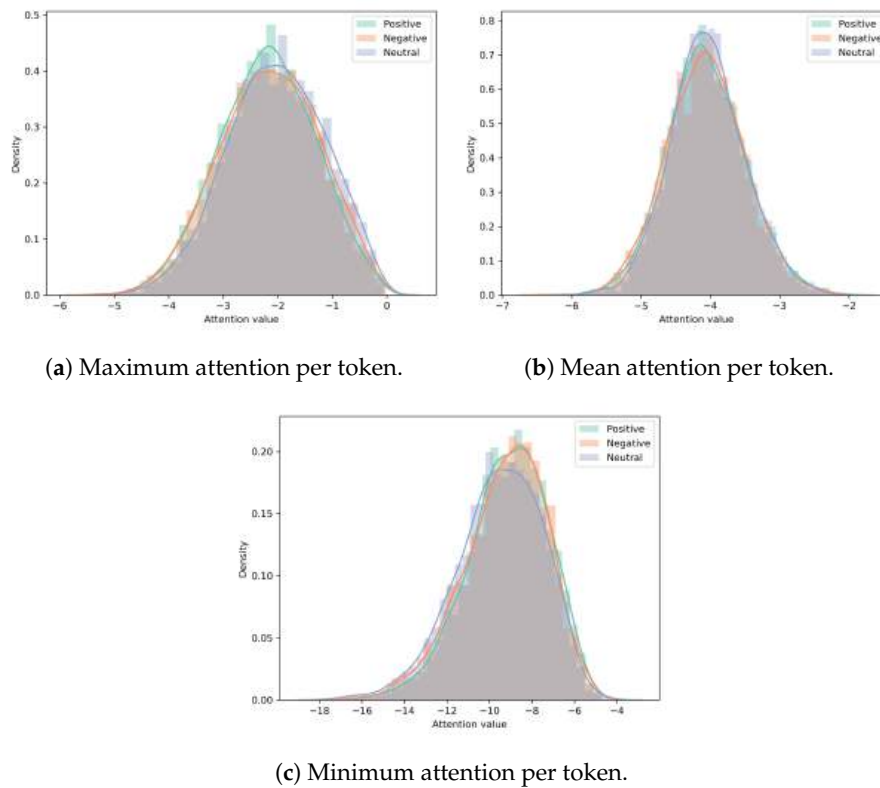 0.5
0.4
0.3
0.2
0.1
0.0
Density
−6 −5 −4 −3 −2 −1 0
Attention value
Positive
Negative
Neutral
(a) Maximum attention per token.
0.8
0.7
0.6
0.5
0.4
0.3
0.2
0.1
0.0
Density
−7 −6 −5 −4 −3 −2
Attention value
Positive
Negative
Neutral
(b) Mean attention per token.
0.20
0.15
0.10
0.05
0.00
Density
−18 −16 −14 −12 −10 −8 −6 −4
Attention value
Positive
Negative
Neutral
(c) Minimum attention per token.